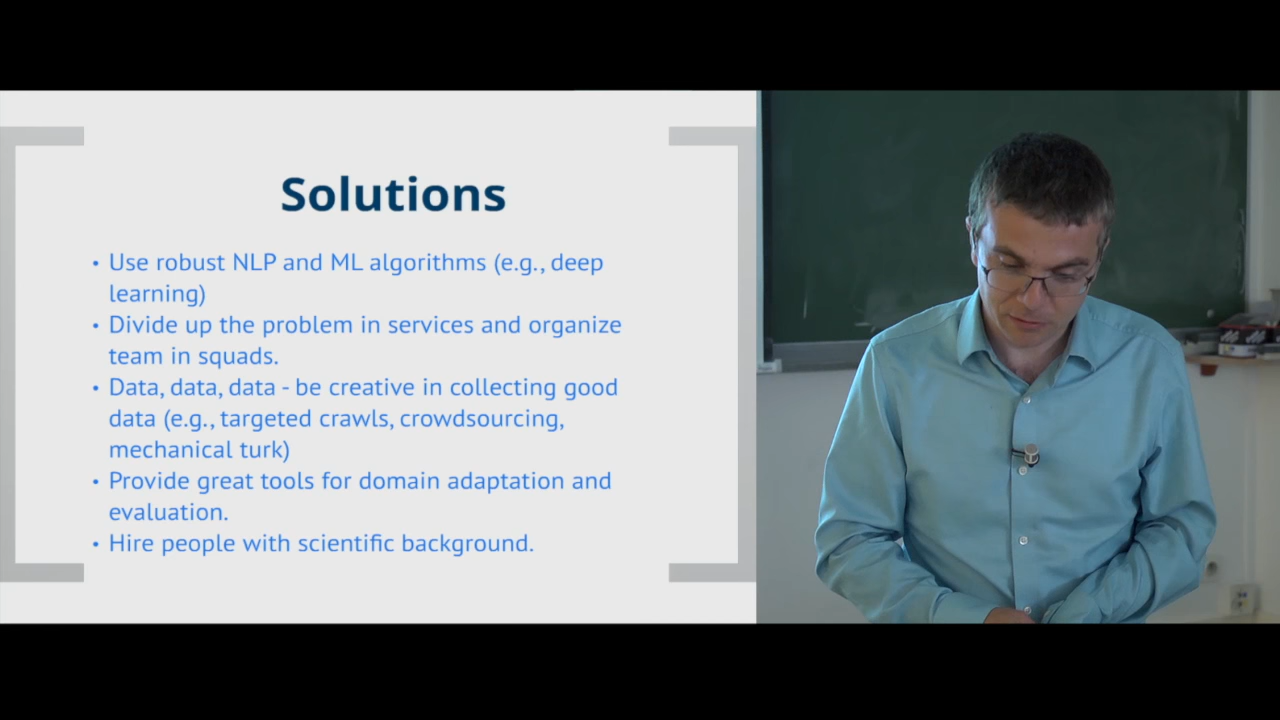 Solutions
• Use robust NLP and ML algorithms (e.g., deep
learning)
• Divide up the problem in services and organize
team in squads.
• Data, data, data - be creative in collecting good
data (e.g., targeted crawls, crowdsourcing,
mechanical turk)
• Provide great tools for domain adaptation and
evaluation.
• Hire people with scientific background.